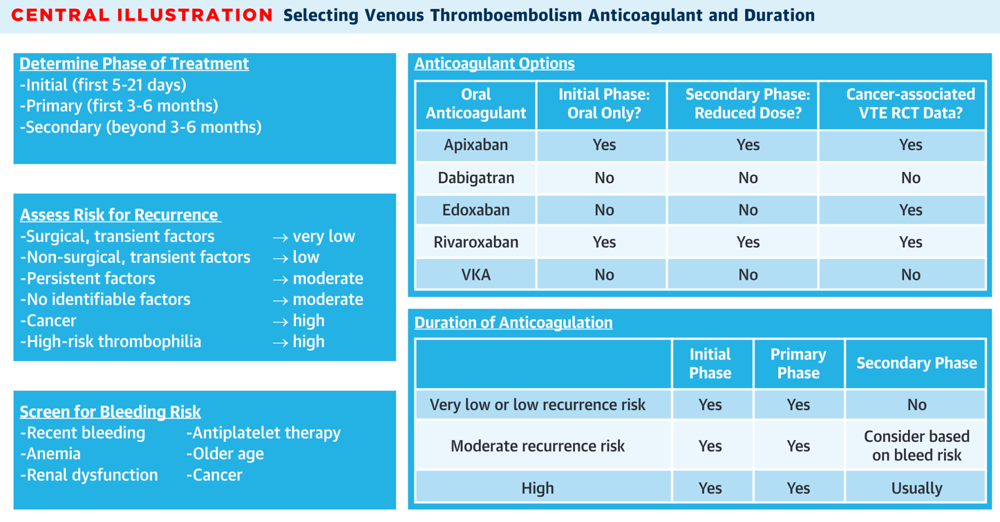 CENTRAL ILLUSTRATION Selecting Venous Thromboembolism Anticoagulant and Duration
Determine Phase of Treatment
-Initial (first 5-21 days)
-Primary (first 3-6 months)
-Secondary (beyond 3-6 months)
Assess Risk for Recurrence
-Surgical, transient factors → very low
-Non-surgical, transient factors → low
-Persistent factors → moderate
-No identifiable factors → moderate
-Cancer → high
-High-risk thrombophilia → high
Screen for Bleeding Risk
-Recent bleeding -Antiplatelet therapy
-Anemia -Older age
-Renal dysfunction -Cancer
Anticoagulant Options
Oral Initial Phase: Secondary Phase: Cancer-associated
Anticoagulant Oral Only? Reduced Dose? VTE RCT Data?
Apixaban Yes Yes Yes
Dabigatran No No No
Edoxaban No No Yes
Rivaroxaban Yes Yes Yes
VKA No No No
Duration of Anticoagulation
Initial Primary Secondary Phase
Phase Phase
Very low or low recurrence risk Yes Yes No
Moderate recurrence risk Yes Yes Consider based
on bleed risk
High Yes Yes Usually